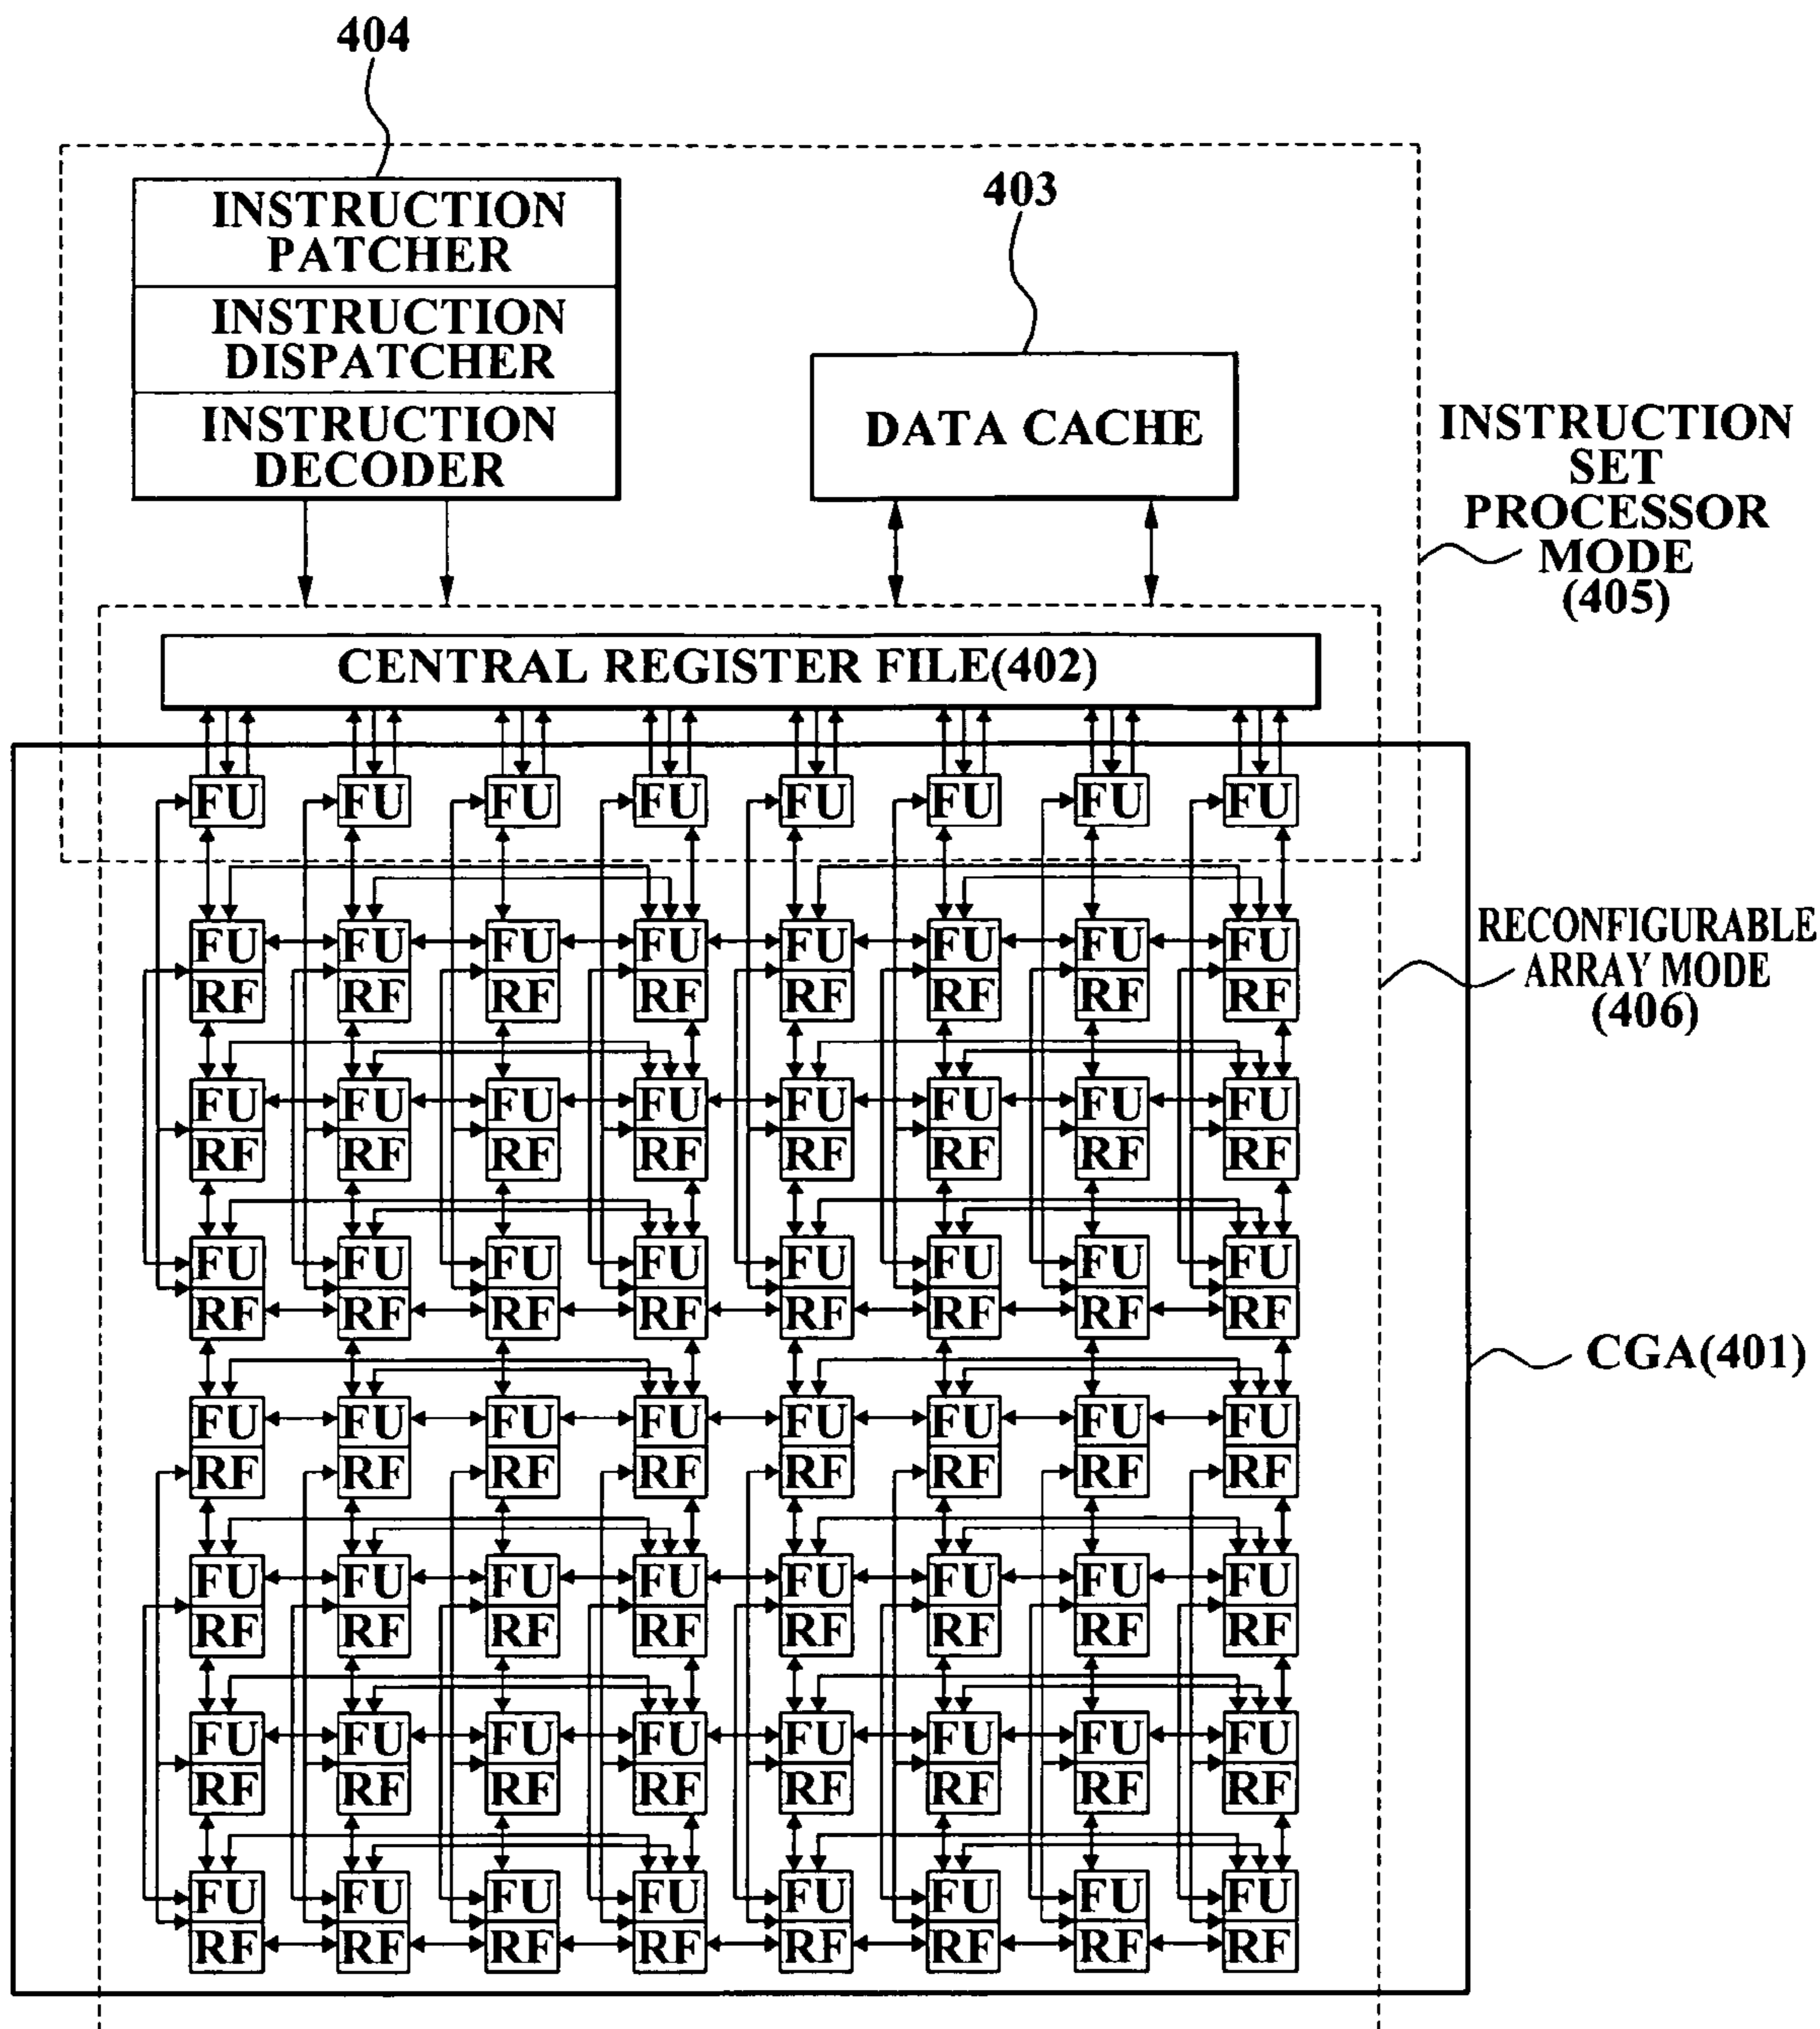 404
403
INSTRUCTION
PATCHER
INSTRUCTION
DISPATCHER
INSTRUCTION
DECODER
DATA CACHE
INSTRUCTION
SET
PROCESSOR
MODE
(405)
CENTRAL REGISTER FILE(402)
FU FU FU FU FU FU FU FU
FU FU FU FU FU FU FU FU
RF RF RF RF RF RF RF RF
RECONFIGURABLE
ARRAY MODE
(406)
FU FU FU FU FU FU FU FU
RF RF RF RF RF RF RF RF
FU FU FU FU FU FU FU FU
RF RF RF RF RF RF RF RF
CGA(401)
FU FU FU FU FU FU FU FU
RF RF RF RF RF RF RF RF
FU FU FU FU FU FU FU FU
RF RF RF RF RF RF RF RF
FU FU FU FU FU FU FU FU
RF RF RF RF RF RF RF RF
FU FU FU FU FU FU FU FU
RF RF RF RF RF RF RF RF